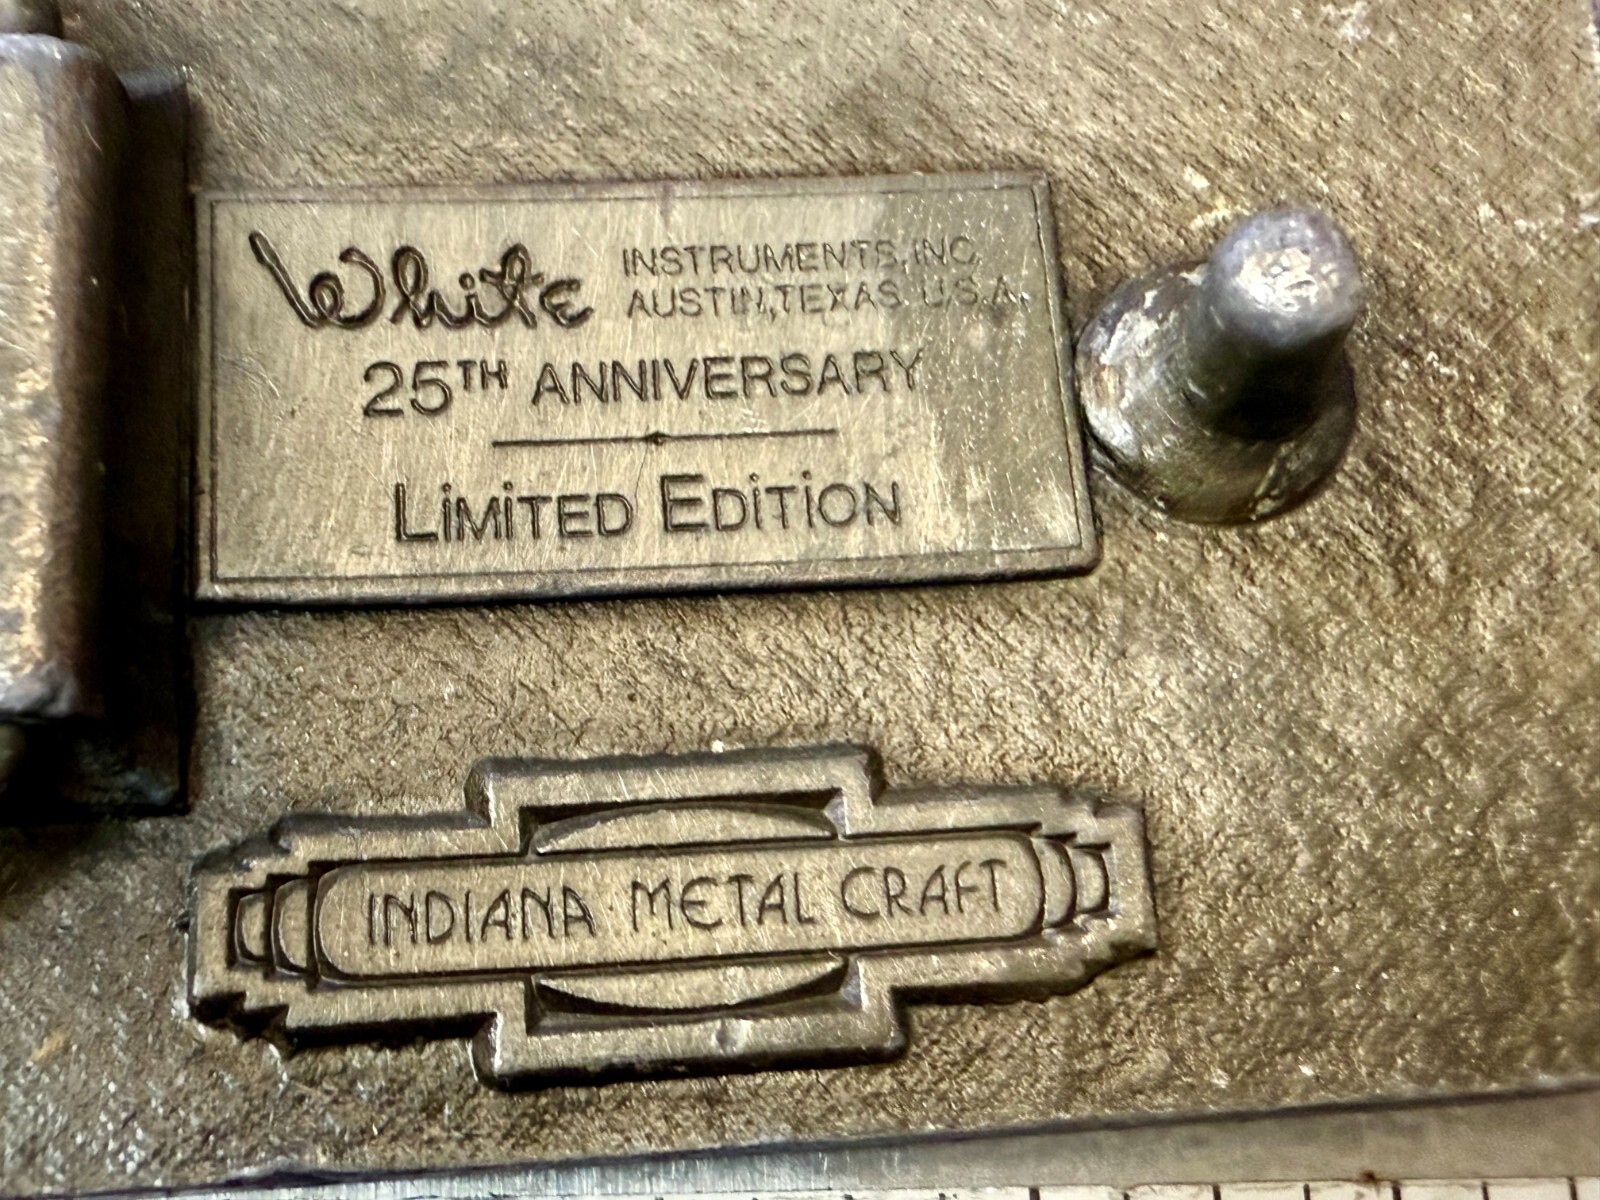 White INSTRUMENTS, INC.
AUSTIN, TEXAS U.S.A.
25TH ANNIVERSARY
LiMiTED EDiTiON
INDIANA METAL CRAFT